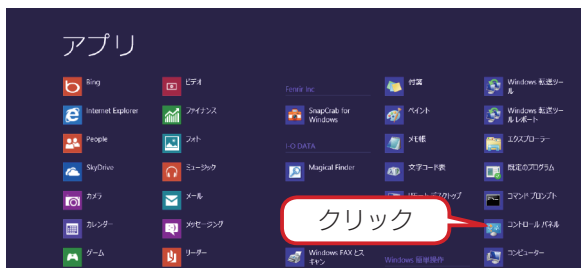 アプリ
Bing
Internet Explorer
People
SkyDrive
カメラ
カレンダー
ゲーム
ビデオ
ファイナンス
フォト
ミュージック
メール
メッセージング
リーダー
Tenrir Inc
SnapCrab for
Windows
I-O DATA
Magical Finder
Windows FAX とス
キャン
付箋
ペイント
メモ帳
文字コード表
リモート デスクトップ
Windows 簡単操作
Windows 転送ツー
ル
Windows 転送ツー
ル レポート
エクスプローラー
既定のプログラム
コマンド プロンプト
コントロール パネル
コンピューター
クリック